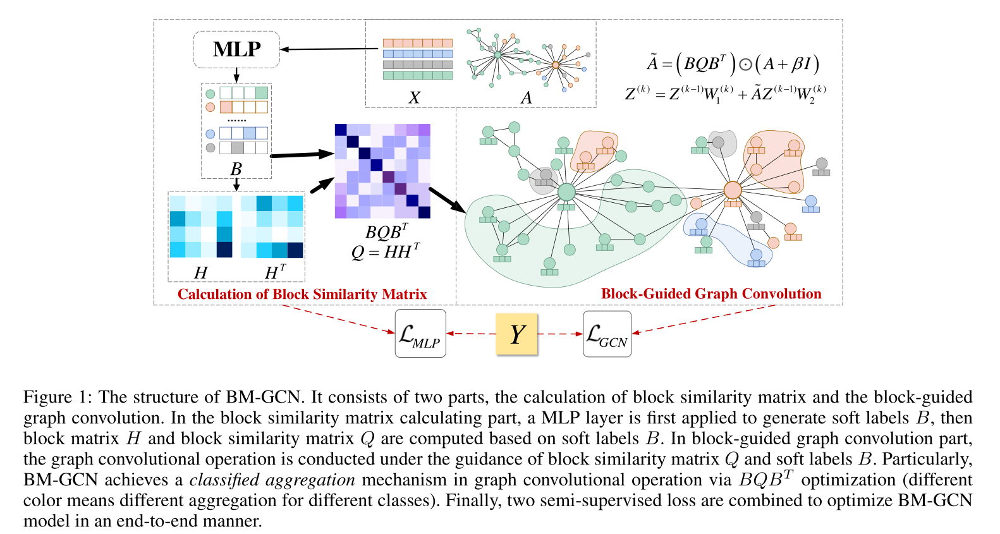 MLP
X
A
Ã = (BQB^T) ⊙ (A + βI)
Z^(k) = Z^(k−1)W_1^(k) + ÃZ^(k−1)W_2^(k)
......
B
BQB^T
Q = HH^T
H
H^T
Calculation of Block Similarity Matrix
Block-Guided Graph Convolution
ℒ_MLP
Y
ℒ_GCN
Figure 1: The structure of BM-GCN. It consists of two parts, the calculation of block similarity matrix and the block-guided
graph convolution. In the block similarity matrix calculating part, a MLP layer is first applied to generate soft labels B, then
block matrix H and block similarity matrix Q are computed based on soft labels B. In block-guided graph convolution part,
the graph convolutional operation is conducted under the guidance of block similarity matrix Q and soft labels B. Particularly,
BM-GCN achieves a classified aggregation mechanism in graph convolutional operation via BQB^T optimization (different
color means different aggregation for different classes). Finally, two semi-supervised loss are combined to optimize BM-GCN
model in an end-to-end manner.